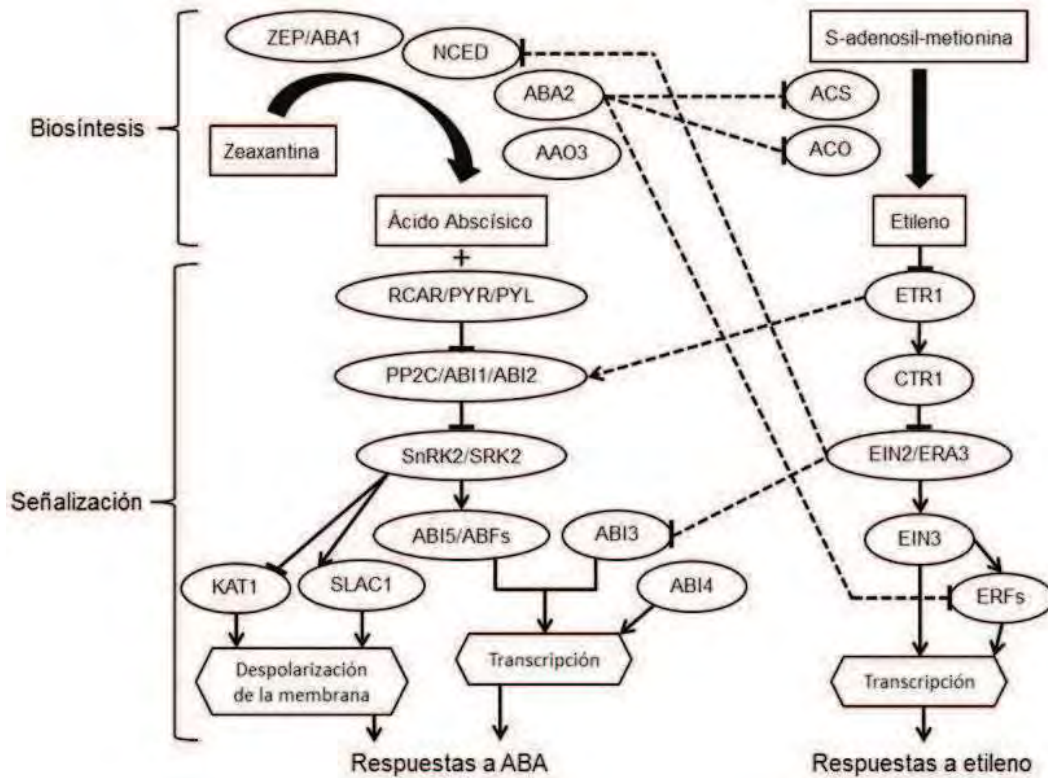 ZEP/ABA1
NCED
S-adenosil-metionina
ABA2
ACS
Biosíntesis
Zeaxantina
AAO3
ACO
Ácido Abscísico
Etileno
+
RCAR/PYR/PYL
ETR1
PP2C/ABI1/ABI2
CTR1
SnRK2/SRK2
EIN2/ERA3
Señalización
ABI5/ABFs
ABI3
EIN3
KAT1
SLAC1
ABI4
ERFs
Despolarización
de la membrana
Transcripción
Transcripción
Respuestas a ABA
Respuestas a etileno